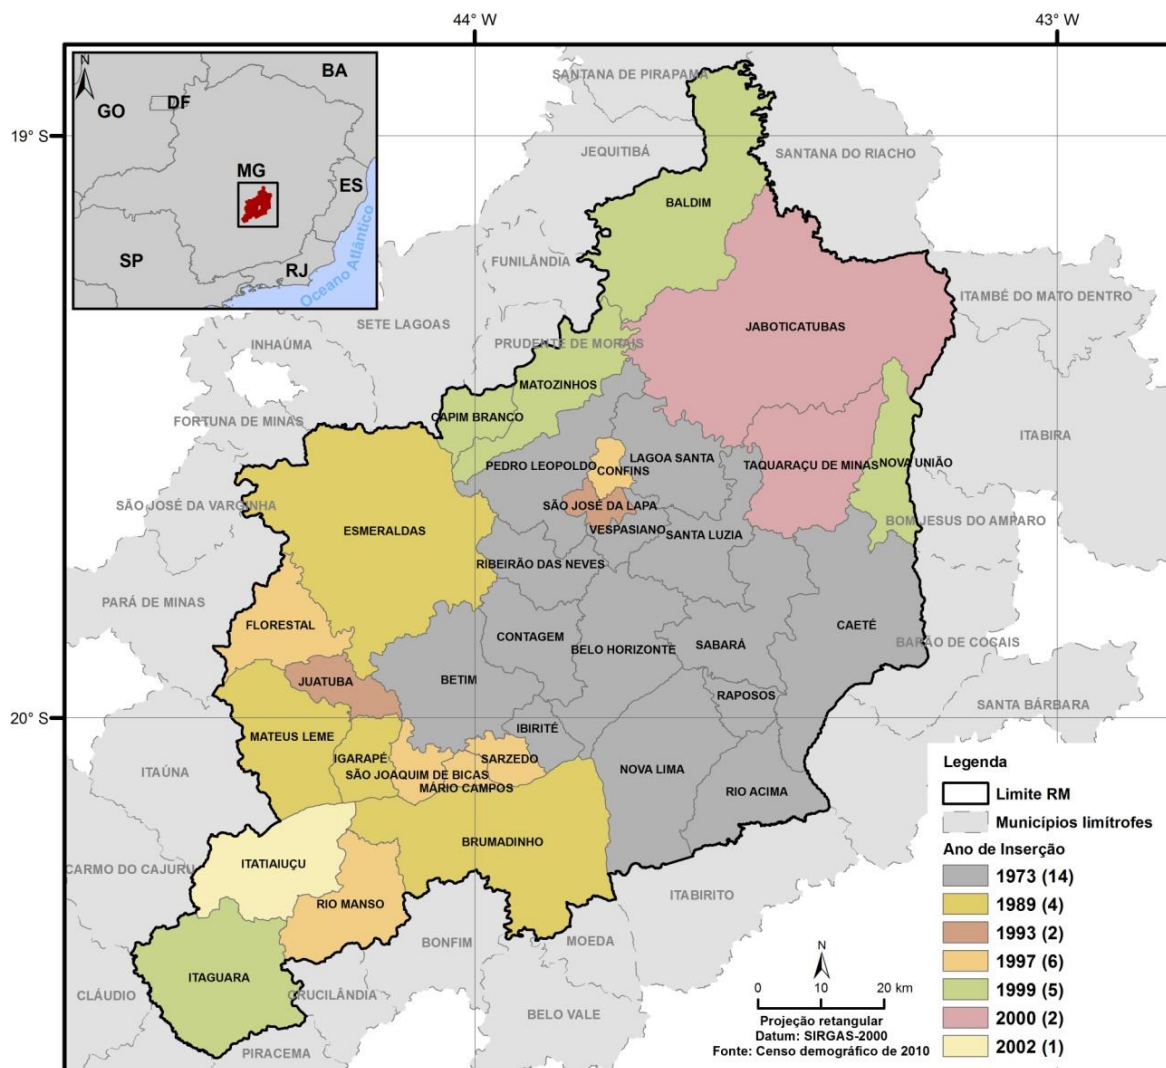 44° W
43° W
19° S
20° S
N
BA
GO
DF
MG
ES
SP
RJ
Oceano Atlântico
SANTANA DE PIRAPAMA
JEQUITIBÁ
SANTANA DO RIACHO
BALDIM
FUNILÂNDIA
ITAMBÉ DO MATO DENTRO
SETE LAGOAS
JABOTICATUBAS
INHAÚMA
PRUDENTE DE MORAIS
MATOZINHOS
FORTUNA DE MINAS
CAPIM BRANCO
ITABIRA
PEDRO LEOPOLDO
LAGOA SANTA
CONFINS
TAQUARAÇU DE MINAS
NOVA UNIÃO
SÃO JOSÉ DA VARGINHA
SÃO JOSÉ DA LAPA
BOM JESUS DO AMPARO
ESMERALDAS
VESPASIANO
SANTA LUZIA
RIBEIRÃO DAS NEVES
PARÁ DE MINAS
FLORESTAL
CONTAGEM
BELO HORIZONTE
SABARÁ
CAETÉ
BARÃO DE COCAIS
JUATUBA
BETIM
RAPOSOS
SANTA BÁRBARA
MATEUS LEME
IBIRITÉ
IGARAPÉ
SARZEDO
ITAÚNA
SÃO JOAQUIM DE BICAS
NOVA LIMA
MÁRIO CAMPOS
RIO ACIMA
BRUMADINHO
CARMO DO CAJURU
ITATIAIUÇU
ITABIRITO
RIO MANSO
BONFIM
MOEDA
ITAGUARA
CLÁUDIO
CRUCILÂNDIA
BELO VALE
PIRACEMA
N
0 10 20 km
Projeção retangular
Datum: SIRGAS-2000
Fonte: Censo demográfico de 2010
Legenda
Limite RM
Municípios limítrofes
Ano de Inserção
1973 (14)
1989 (4)
1993 (2)
1997 (6)
1999 (5)
2000 (2)
2002 (1)